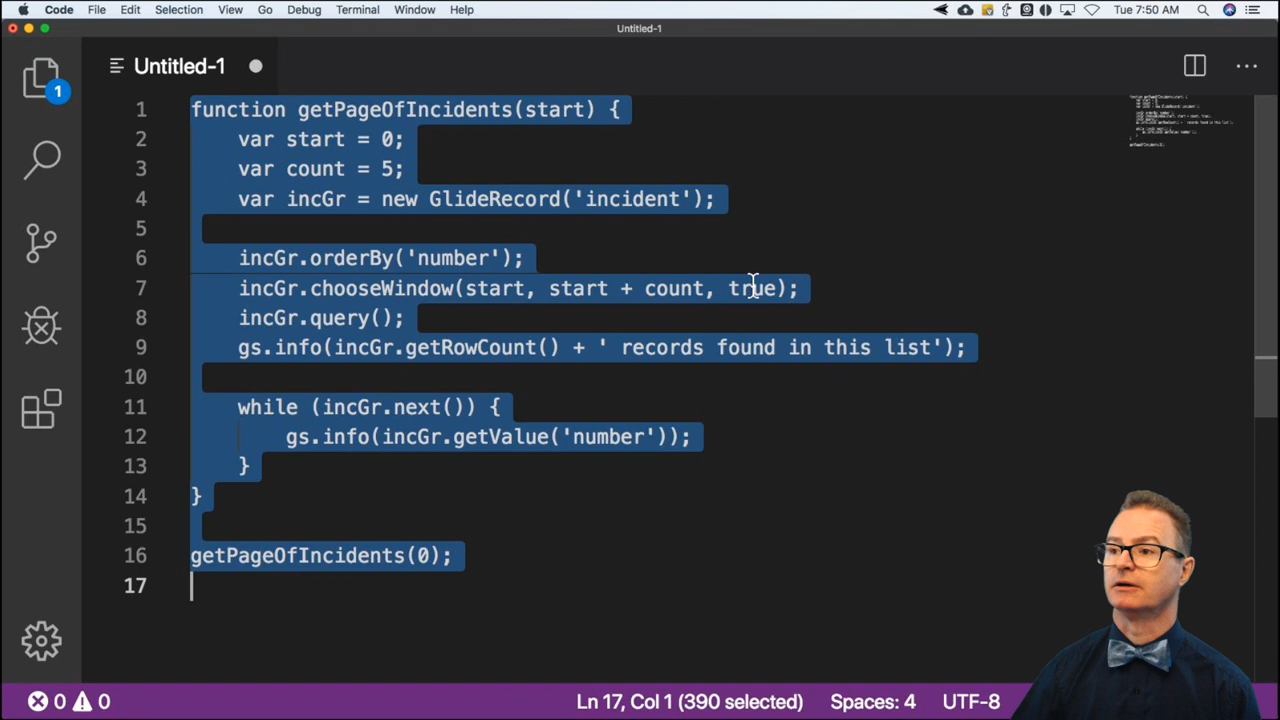 Code File Edit Selection View Go Debug Terminal Window Help Tue 7:50 AM
Untitled-1
Untitled-1
1
1 function getPageOfIncidents(start) {
2 var start = 0;
3 var count = 5;
4 var incGr = new GlideRecord('incident');
5
6 incGr.orderBy('number');
7 incGr.chooseWindow(start, start + count, true);
8 incGr.query();
9 gs.info(incGr.getRowCount() + ' records found in this list');
10
11 while (incGr.next()) {
12 gs.info(incGr.getValue('number'));
13 }
14 }
15
16 getPageOfIncidents(0);
17
0 0 Ln 17, Col 1 (390 selected) Spaces: 4 UTF-8